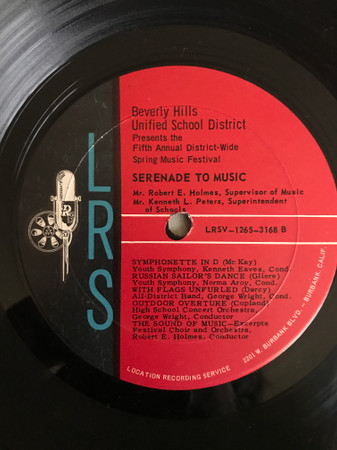 Beverly Hills
Unified School District
Presents the
Fifth Annual District-Wide
Spring Music Festival
SERENADE TO MUSIC
Mr. Robert E. Holmes, Supervisor of Music
Mr. Kenneth L. Peters, Superintendent
of Schools
LRSV-1265-3168 B
LRS
SYMPHONETTE IN D (Mc Kay)
Youth Symphony, Kenneth Eaves, Cond.
RUSSIAN SAILOR'S DANCE (Gliere)
Youth Symphony, Norma Aroy, Cond.
WITH FLAGS UNFURLED (Darcy)
All-District Band, George Wright, Cond.
OUTDOOR OVERTURE (Copland)
High School Concert Orchestra,
George Wright, Conductor
THE SOUND OF MUSIC—Excerpts
Festival Choir and Orchestra,
Robert E. Holmes, Conductor
LOCATION RECORDING SERVICE
2201 W. BURBANK BLVD. - BURBANK, CALIF.